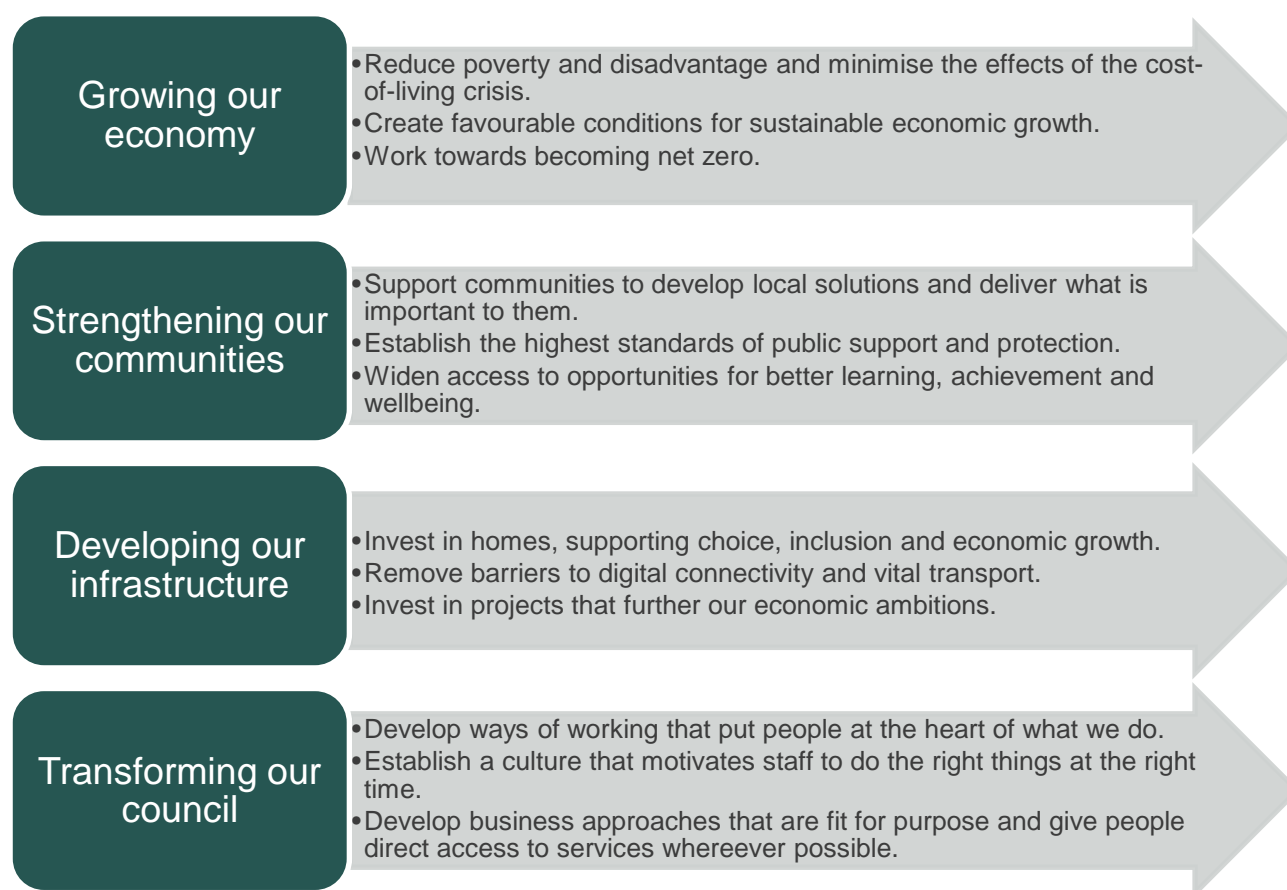 Growing our
economy
•Reduce poverty and disadvantage and minimise the effects of the cost-
of-living crisis.
•Create favourable conditions for sustainable economic growth.
•Work towards becoming net zero.
Strengthening our
communities
•Support communities to develop local solutions and deliver what is
important to them.
•Establish the highest standards of public support and protection.
•Widen access to opportunities for better learning, achievement and
wellbeing.
Developing our
infrastructure
•Invest in homes, supporting choice, inclusion and economic growth.
•Remove barriers to digital connectivity and vital transport.
•Invest in projects that further our economic ambitions.
Transforming our
council
•Develop ways of working that put people at the heart of what we do.
•Establish a culture that motivates staff to do the right things at the right
time.
•Develop business approaches that are fit for purpose and give people
direct access to services whereever possible.